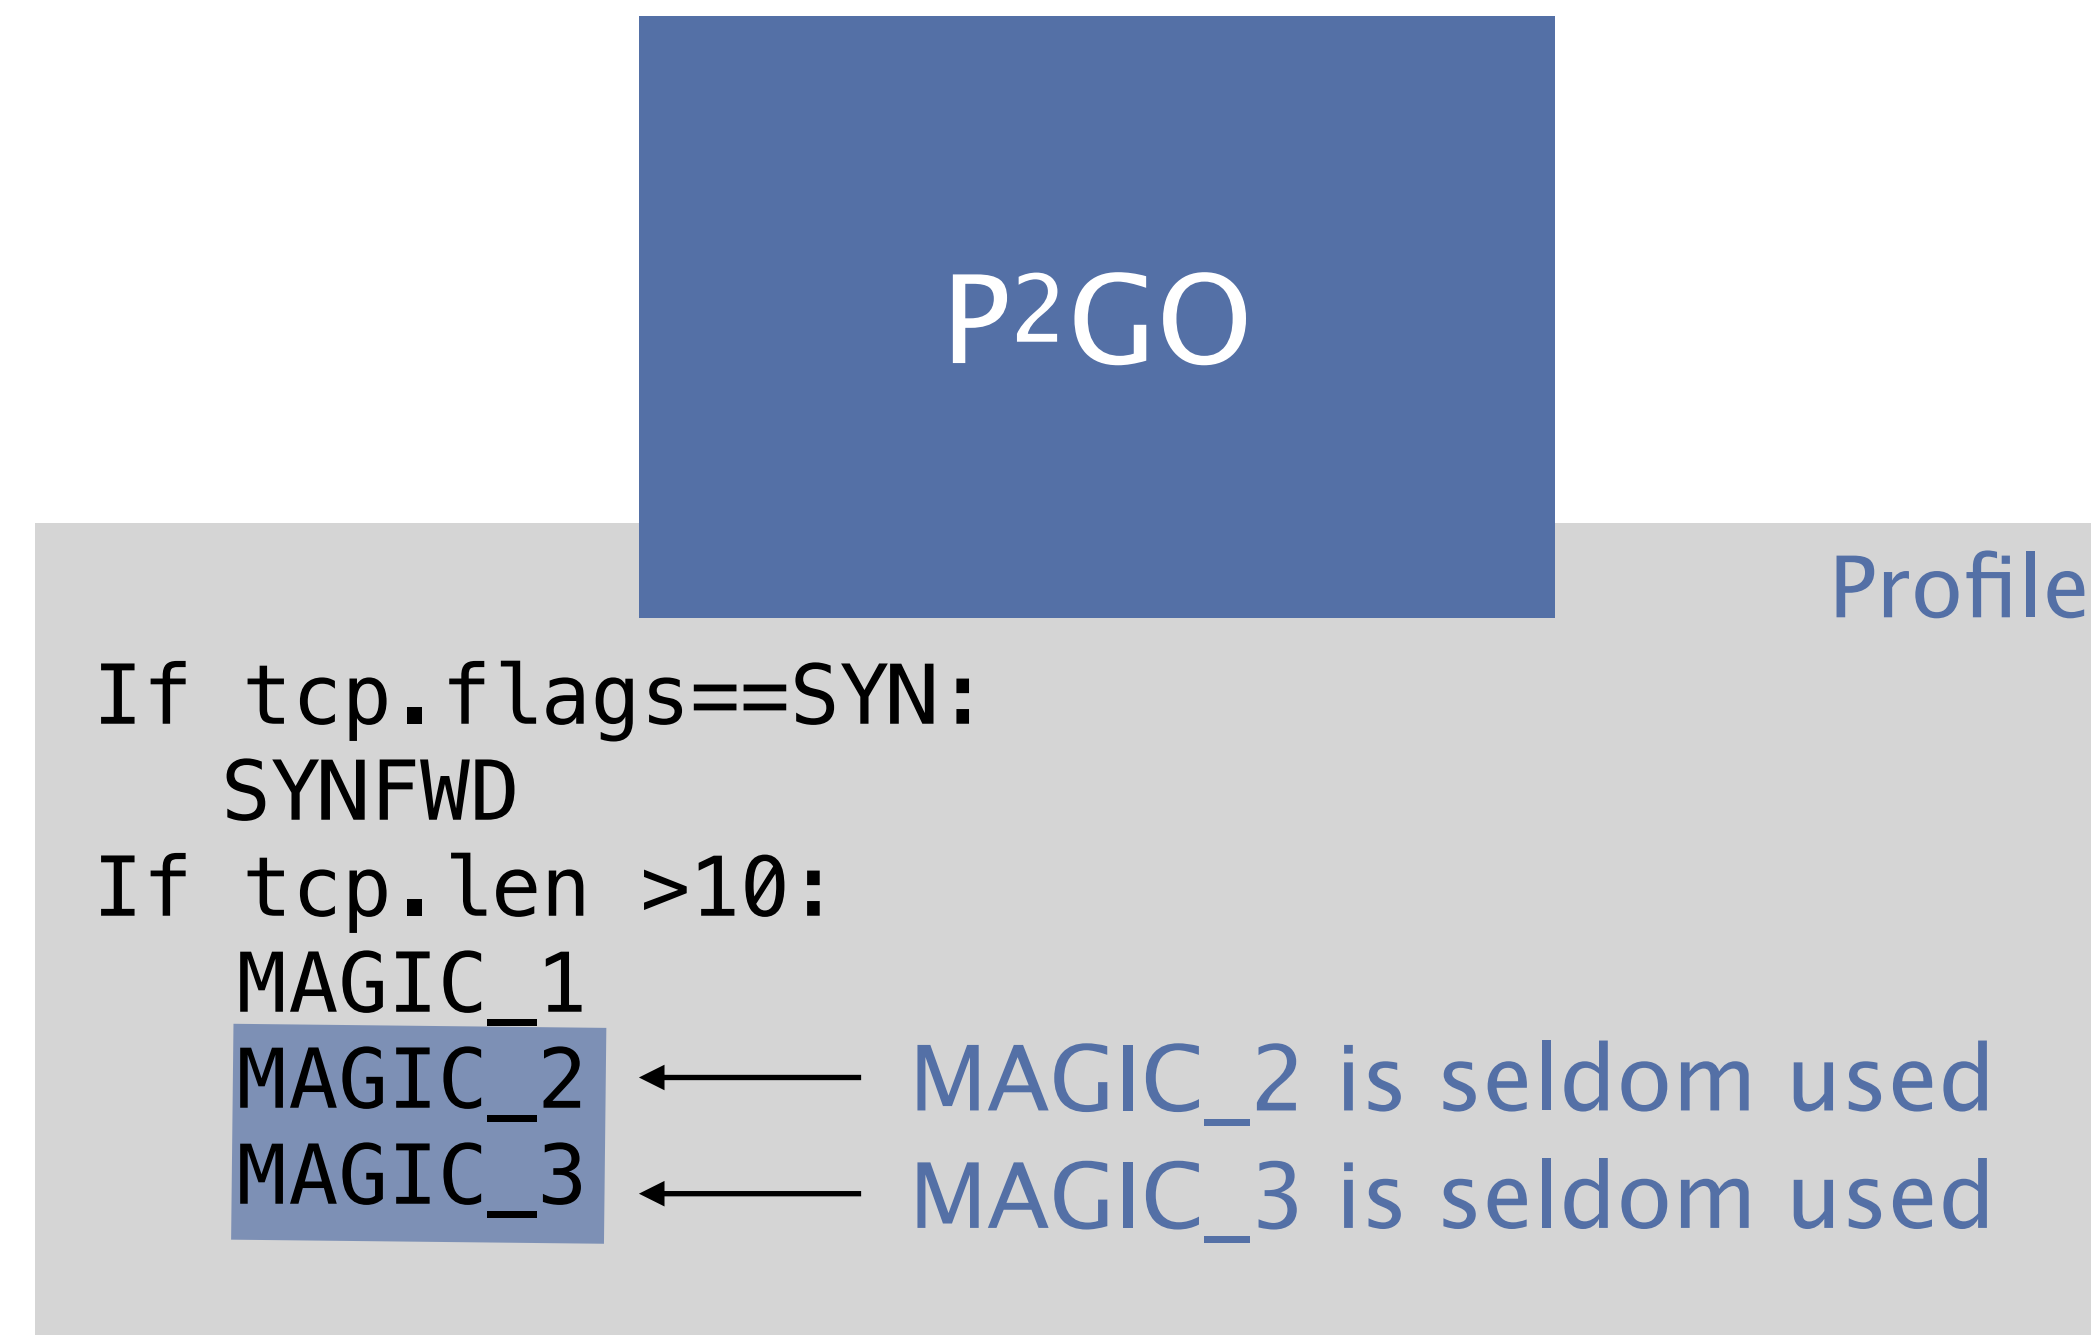 P²GO
Profile
If tcp.flags==SYN:
SYNFWD
If tcp.len >10:
MAGIC_1
MAGIC_2 MAGIC_2 is seldom used
MAGIC_3 MAGIC_3 is seldom used